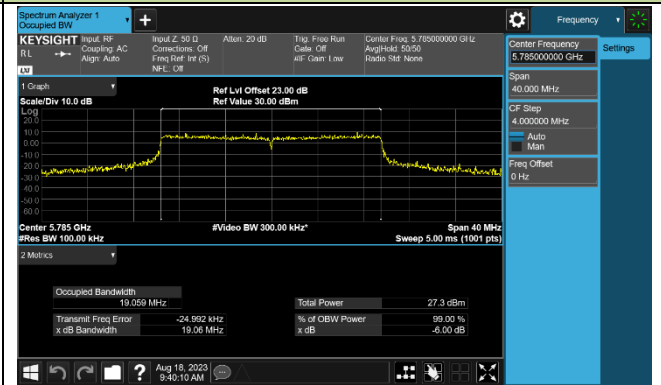 Spectrum Analyzer 1
Occupied BW
+
Frequency
KEYSIGHT
RL
LXI
Input: RF
Coupling: AC
Align: Auto
Input Z: 50 Ω
Corrections: Off
Freq Ref: Int (S)
NFE: Off
Atten: 20 dB
Trig: Free Run
Gate: Off
#IF Gain: Low
Center Freq: 5.785000000 GHz
Avg|Hold: 50/50
Radio Std: None
Center Frequency
5.785000000 GHz
Settings
Span
40.000 MHz
CF Step
4.000000 MHz
Auto
Man
Freq Offset
0 Hz
1 Graph
Scale/Div 10.0 dB
Ref Lvl Offset 23.00 dB
Ref Value 30.00 dBm
Log
20.0
10.0
0.00
-10.0
-20.0
-30.0
-40.0
-50.0
-60.0
Center 5.785 GHz
#Video BW 300.00 kHz*
Span 40 MHz
#Res BW 100.00 kHz
Sweep 5.00 ms (1001 pts)
2 Metrics
Occupied Bandwidth
19.059 MHz
Total Power 27.3 dBm
Transmit Freq Error -24.992 kHz
% of OBW Power 99.00 %
x dB Bandwidth 19.06 MHz
x dB -6.00 dB
?
Aug 18, 2023
9:40:10 AM